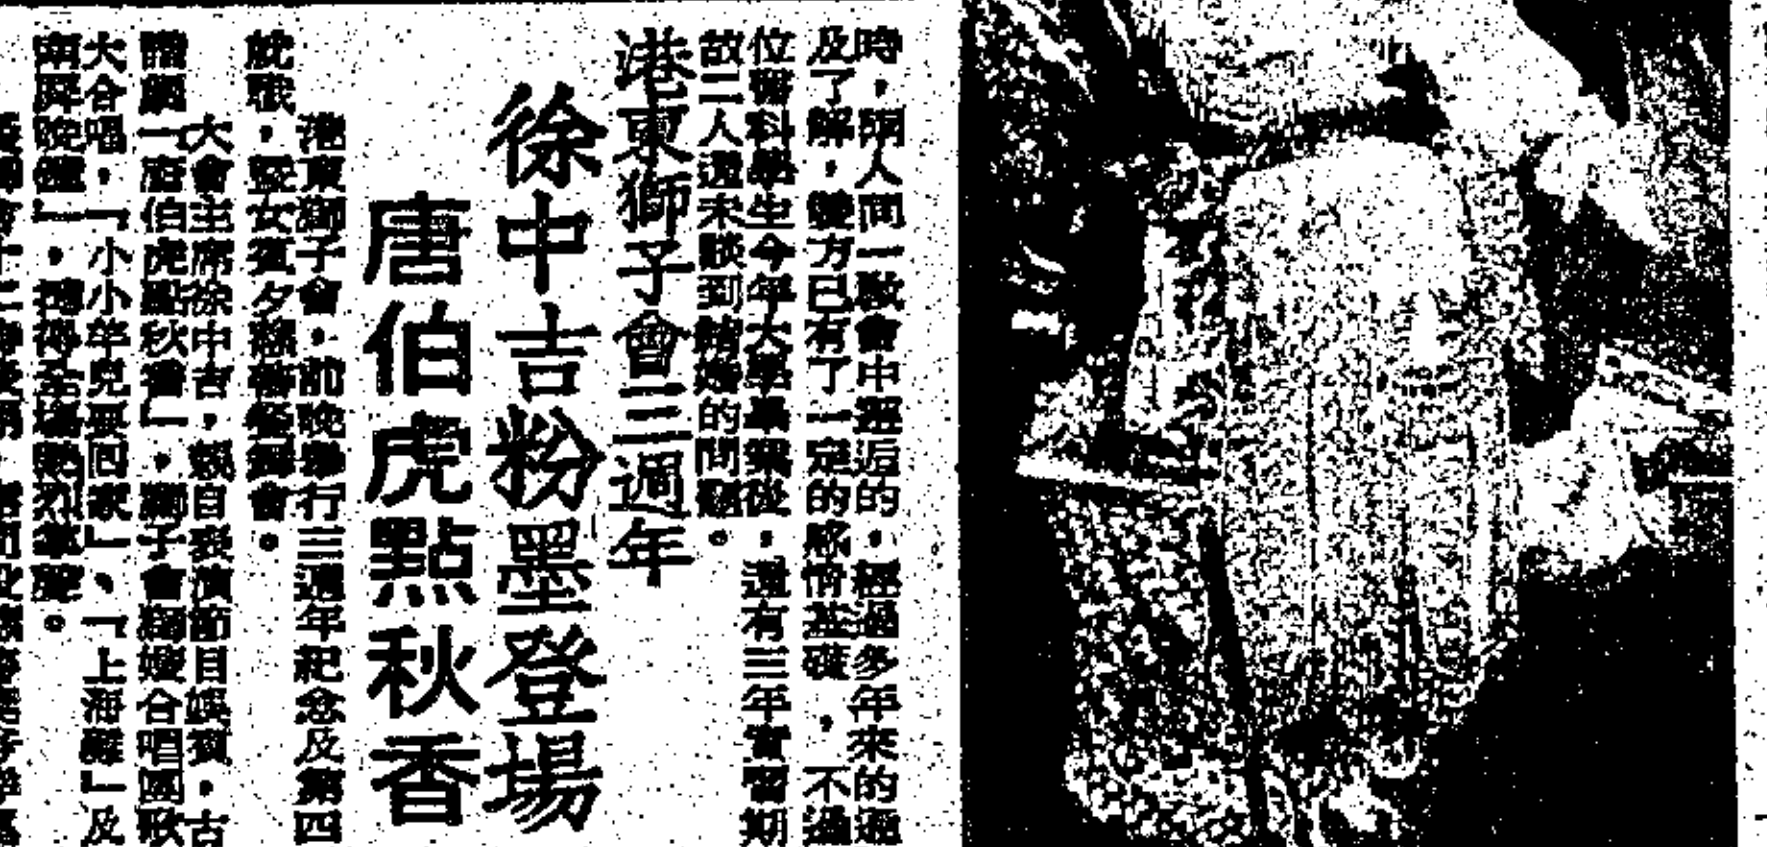 時，兩人間一歇會中邂逅的，經過多年來的過
及了解，雙方已有了一定的感情基礎，不過
位齒科學生今年大學畢業後，還有三年實習期
故二人還未談到結婚的問題。
港東獅子會三週年
徐中吉粉墨登場
唐伯虎點秋香
港東獅子會，前晚舉行三週年紀念及第四
就職，暨女賓夕慈善餐舞會。
大會主席徐中吉，親自表演節目娛賓，古
諧劇「唐伯虎點秋香」，獅子會獅嫂合唱團歌
大合唱，「小小羊兒要回家」、「上海灘」及
南屏晚鐘」，博得全場熱烈掌聲。